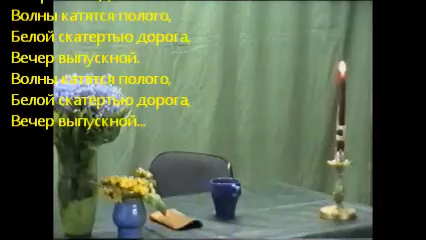 Волны катятся полого,
Белой скатертью дорога,
Вечер выпускной.
Волны катятся полого,
Белой скатертью дорога,
Вечер выпускной...